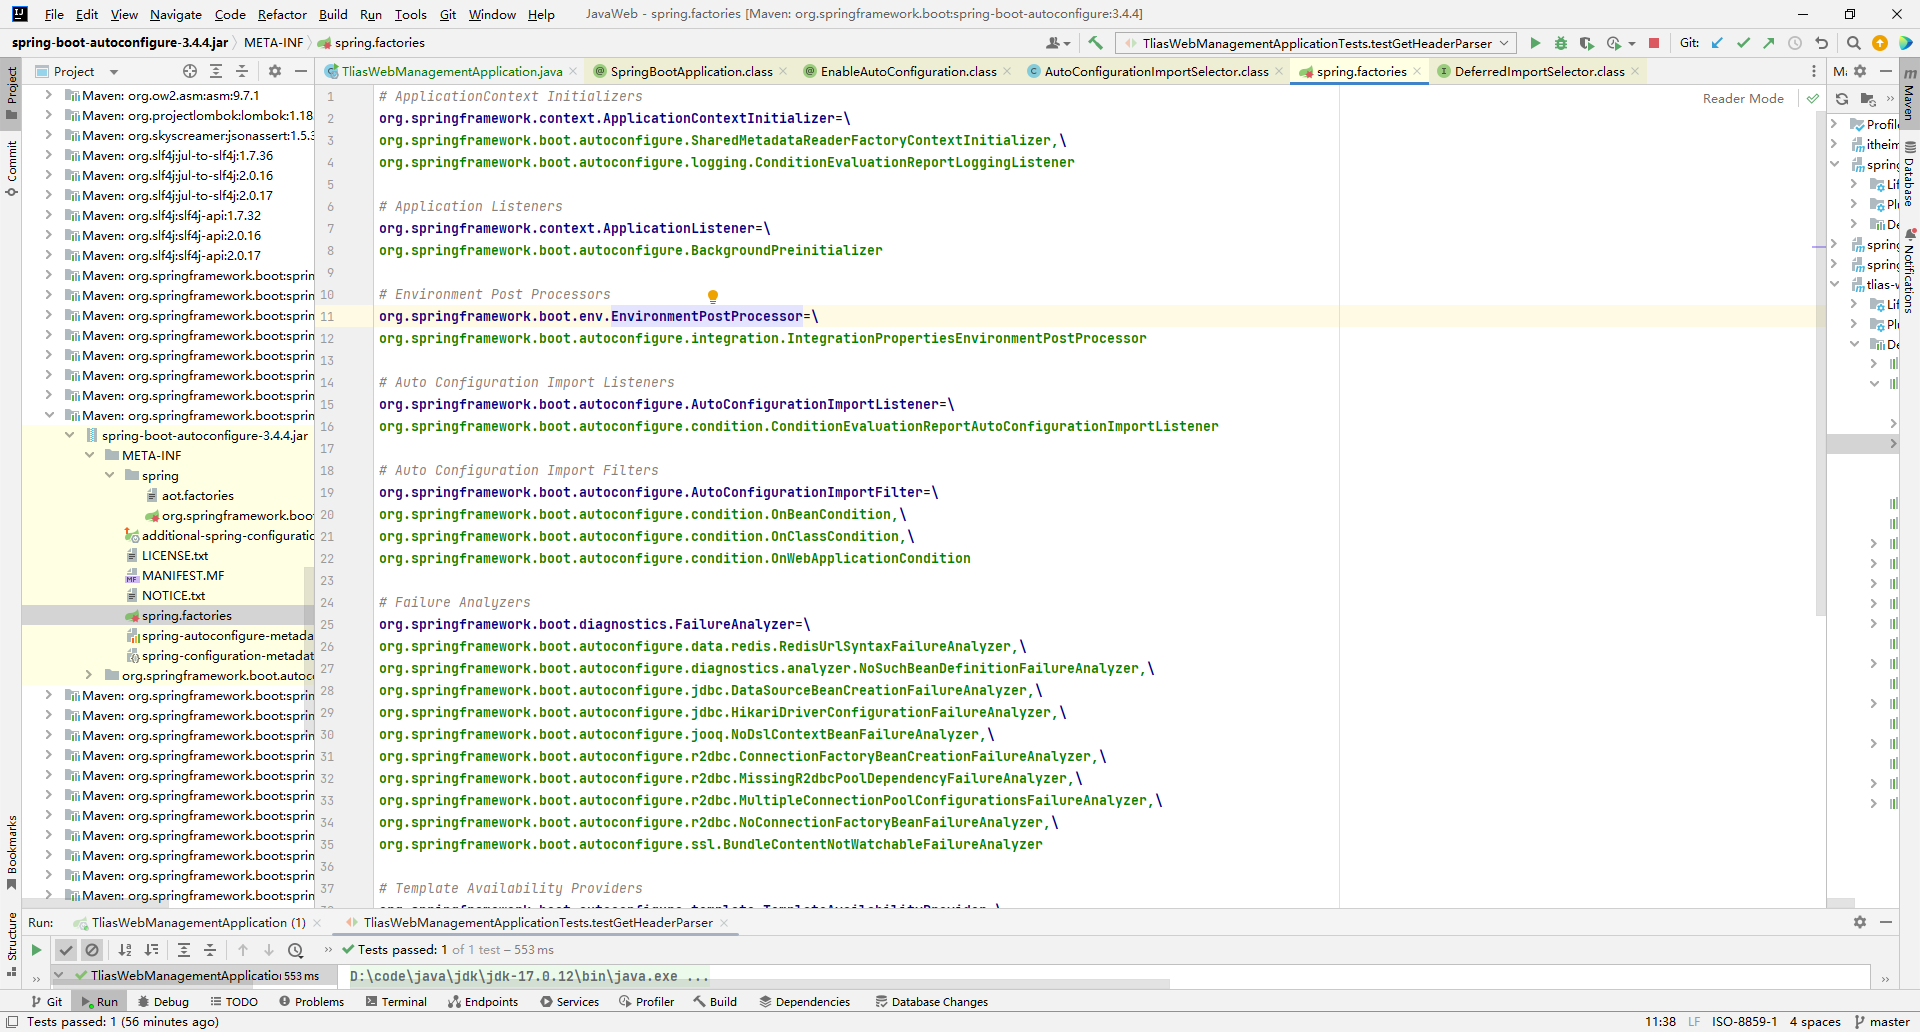 File Edit View Navigate Code Refactor Build Run Tools Git Window Help JavaWeb - spring.factories [Maven: org.springframework.boot:spring-boot-autoconfigure:3.4.4]
spring-boot-autoconfigure-3.4.4.jar META-INF spring.factories TliasWebManagementApplicationTests.testGetHeaderParser Git:
Project TliasWebManagementApplication.java SpringBootApplication.class EnableAutoConfiguration.class AutoConfigurationImportSelector.class spring.factories DeferredImportSelector.class
Project
Commit
Bookmarks
Structure
Maven: org.ow2.asm:asm:9.7.1
Maven: org.projectlombok:lombok:1.18
Maven: org.skyscreamer:jsonassert:1.5.3
Maven: org.slf4j:jul-to-slf4j:1.7.36
Maven: org.slf4j:jul-to-slf4j:2.0.16
Maven: org.slf4j:jul-to-slf4j:2.0.17
Maven: org.slf4j:slf4j-api:1.7.32
Maven: org.slf4j:slf4j-api:2.0.16
Maven: org.slf4j:slf4j-api:2.0.17
Maven: org.springframework.boot:sprin
Maven: org.springframework.boot:sprin
Maven: org.springframework.boot:sprin
Maven: org.springframework.boot:sprin
Maven: org.springframework.boot:sprin
Maven: org.springframework.boot:sprin
Maven: org.springframework.boot:sprin
Maven: org.springframework.boot:sprin
spring-boot-autoconfigure-3.4.4.jar
META-INF
spring
aot.factories
org.springframework.boo
additional-spring-configuratio
LICENSE.txt
MANIFEST.MF
NOTICE.txt
spring.factories
spring-autoconfigure-metada
spring-configuration-metadat
org.springframework.boot.autoc
Maven: org.springframework.boot:sprin
Maven: org.springframework.boot:sprin
Maven: org.springframework.boot:sprin
Maven: org.springframework.boot:sprin
Maven: org.springframework.boot:sprin
Maven: org.springframework.boot:sprin
Maven: org.springframework.boot:sprin
Maven: org.springframework.boot:sprin
Maven: org.springframework.boot:sprin
Maven: org.springframework.boot:sprin
Maven: org.springframework.boot:sprin
Reader Mode
1 # ApplicationContext Initializers
2 org.springframework.context.ApplicationContextInitializer=\
3 org.springframework.boot.autoconfigure.SharedMetadataReaderFactoryContextInitializer,\
4 org.springframework.boot.autoconfigure.logging.ConditionEvaluationReportLoggingListener
5
6 # Application Listeners
7 org.springframework.context.ApplicationListener=\
8 org.springframework.boot.autoconfigure.BackgroundPreinitializer
9
10 # Environment Post Processors
11 org.springframework.boot.env.EnvironmentPostProcessor=\
12 org.springframework.boot.autoconfigure.integration.IntegrationPropertiesEnvironmentPostProcessor
13
14 # Auto Configuration Import Listeners
15 org.springframework.boot.autoconfigure.AutoConfigurationImportListener=\
16 org.springframework.boot.autoconfigure.condition.ConditionEvaluationReportAutoConfigurationImportListener
17
18 # Auto Configuration Import Filters
19 org.springframework.boot.autoconfigure.AutoConfigurationImportFilter=\
20 org.springframework.boot.autoconfigure.condition.OnBeanCondition,\
21 org.springframework.boot.autoconfigure.condition.OnClassCondition,\
22 org.springframework.boot.autoconfigure.condition.OnWebApplicationCondition
23
24 # Failure Analyzers
25 org.springframework.boot.diagnostics.FailureAnalyzer=\
26 org.springframework.boot.autoconfigure.data.redis.RedisUrlSyntaxFailureAnalyzer,\
27 org.springframework.boot.autoconfigure.diagnostics.analyzer.NoSuchBeanDefinitionFailureAnalyzer,\
28 org.springframework.boot.autoconfigure.jdbc.DataSourceBeanCreationFailureAnalyzer,\
29 org.springframework.boot.autoconfigure.jdbc.HikariDriverConfigurationFailureAnalyzer,\
30 org.springframework.boot.autoconfigure.jooq.NoDslContextBeanFailureAnalyzer,\
31 org.springframework.boot.autoconfigure.r2dbc.ConnectionFactoryBeanCreationFailureAnalyzer,\
32 org.springframework.boot.autoconfigure.r2dbc.MissingR2dbcPoolDependencyFailureAnalyzer,\
33 org.springframework.boot.autoconfigure.r2dbc.MultipleConnectionPoolConfigurationsFailureAnalyzer,\
34 org.springframework.boot.autoconfigure.r2dbc.NoConnectionFactoryBeanFailureAnalyzer,\
35 org.springframework.boot.autoconfigure.ssl.BundleContentNotWatchableFailureAnalyzer
36
37 # Template Availability Providers
Profile
itheim
spring
Lif
Plu
De
spring
spring
tlias-w
Lif
Plu
De
Maven
Database
Notifications
Run: TliasWebManagementApplication (1) TliasWebManagementApplicationTests.testGetHeaderParser
Tests passed: 1 of 1 test – 553 ms
TliasWebManagementApplication 553 ms D:\code\java\jdk\jdk-17.0.12\bin\java.exe ...
Git Run Debug TODO Problems Terminal Endpoints Services Profiler Build Dependencies Database Changes
Tests passed: 1 (56 minutes ago) 11:38 LF ISO-8859-1 4 spaces master